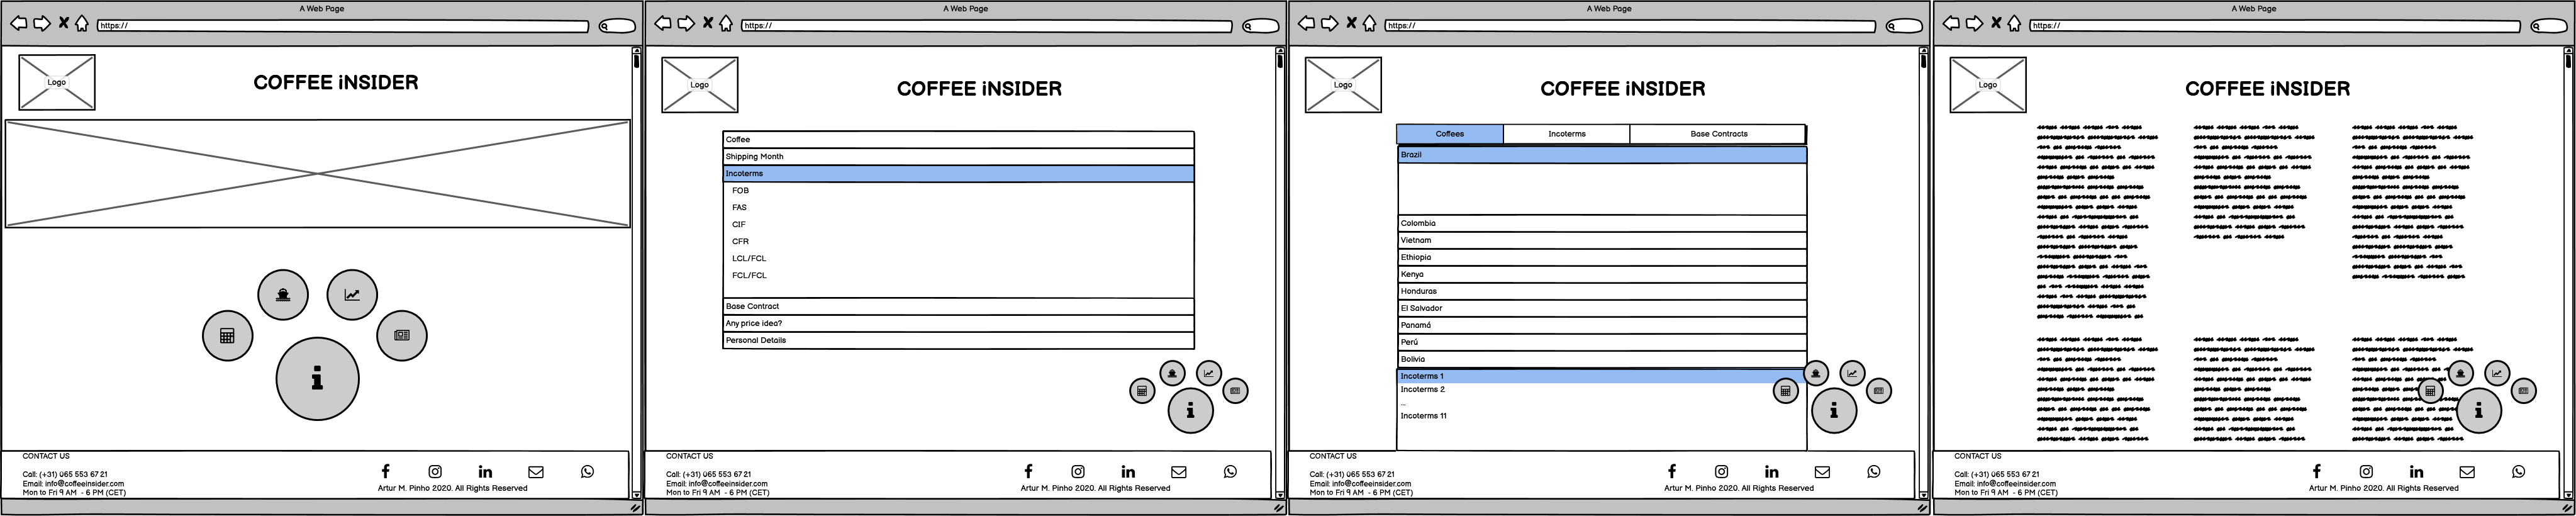 A Web Page
https://
Logo
COFFEE iNSIDER
CONTACT US
Call: (+31) 065 553 67 21
Email: info@coffeeinsider.com
Mon to Fri 9 AM - 6 PM (CET)
Artur M. Pinho 2020. All Rights Reserved
A Web Page
https://
Logo
COFFEE iNSIDER
Coffee
Shipping Month
Incoterms
FOB
FAS
CIF
CFR
LCL/FCL
FCL/FCL
Base Contract
Any price idea?
Personal Details
CONTACT US
Call: (+31) 065 553 67 21
Email: info@coffeeinsider.com
Mon to Fri 9 AM - 6 PM (CET)
Artur M. Pinho 2020. All Rights Reserved
A Web Page
https://
Logo
COFFEE iNSIDER
Coffees Incoterms Base Contracts
Brazil
Colombia
Vietnam
Ethiopia
Kenya
Honduras
El Salvador
Panamá
Perú
Bolivia
Incoterms 1
Incoterms 2
...
Incoterms 11
CONTACT US
Call: (+31) 065 553 67 21
Email: info@coffeeinsider.com
Mon to Fri 9 AM - 6 PM (CET)
Artur M. Pinho 2020. All Rights Reserved
A Web Page
https://
Logo
COFFEE iNSIDER
CONTACT US
Call: (+31) 065 553 67 21
Email: info@coffeeinsider.com
Mon to Fri 9 AM - 6 PM (CET)
Artur M. Pinho 2020. All Rights Reserved